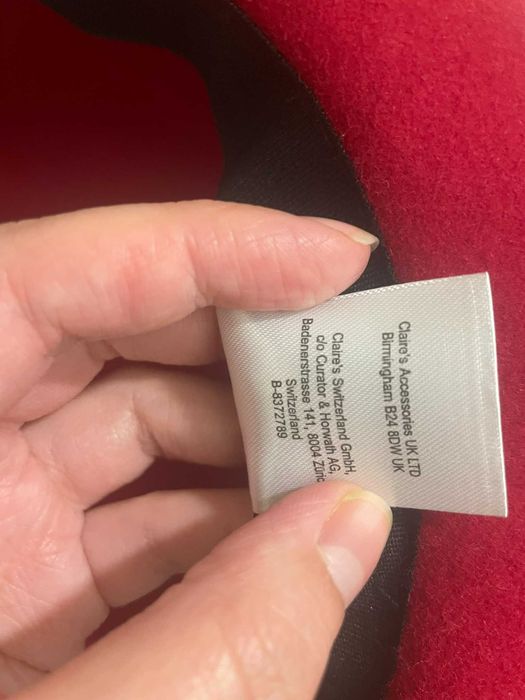 Claire's Accessories UK LTD
Birmingham B24 8DW UK
Claire's Switzerland GmbH,
c/o Curator & Horwath AG,
Badenerstrasse 141, 8004 Züric
Switzerland
B-8372789